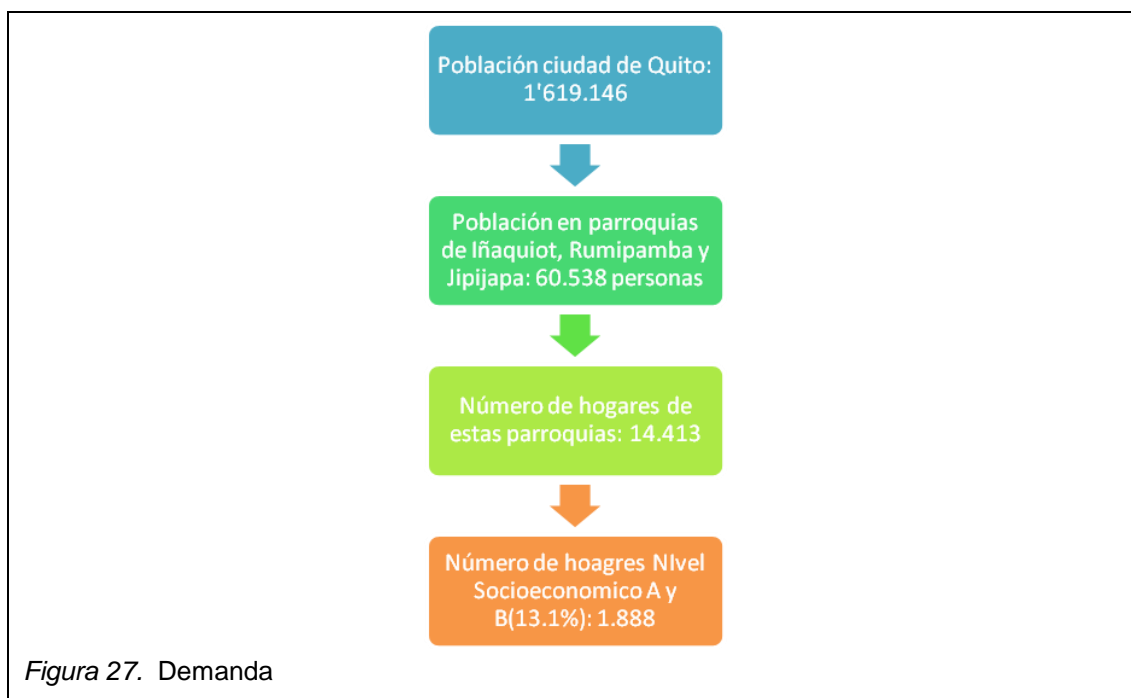 Población ciudad de Quito:
1'619.146
Población en parroquias
de Iñaquiot, Rumipamba y
Jipijapa: 60.538 personas
Número de hogares de
estas parroquias: 14.413
Número de hoagres NIvel
Socioeconomico A y
B(13.1%): 1.888
Figura 27. Demanda